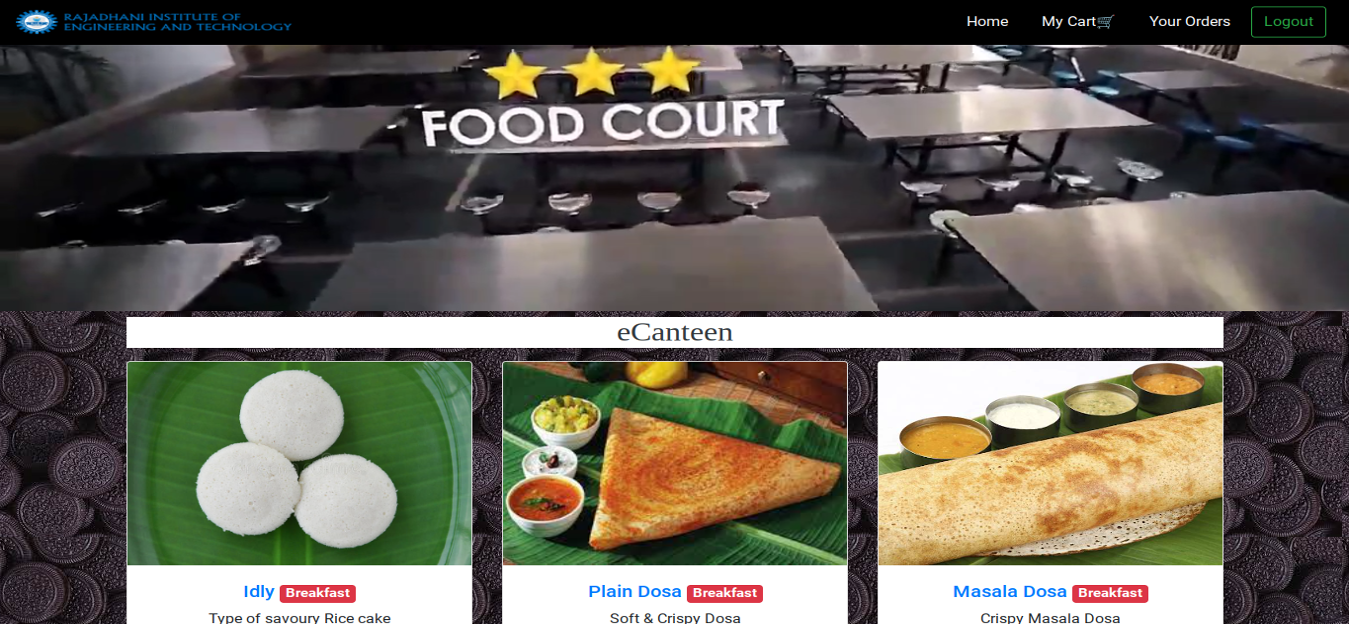 RAJADHANI INSTITUTE OF
ENGINEERING AND TECHNOLOGY
Home My Cart🛒 Your Orders Logout
FOOD COURT
eCanteen
Idly Breakfast
Type of savoury Rice cake
Plain Dosa Breakfast
Soft & Crispy Dosa
Masala Dosa Breakfast
Crispy Masala Dosa